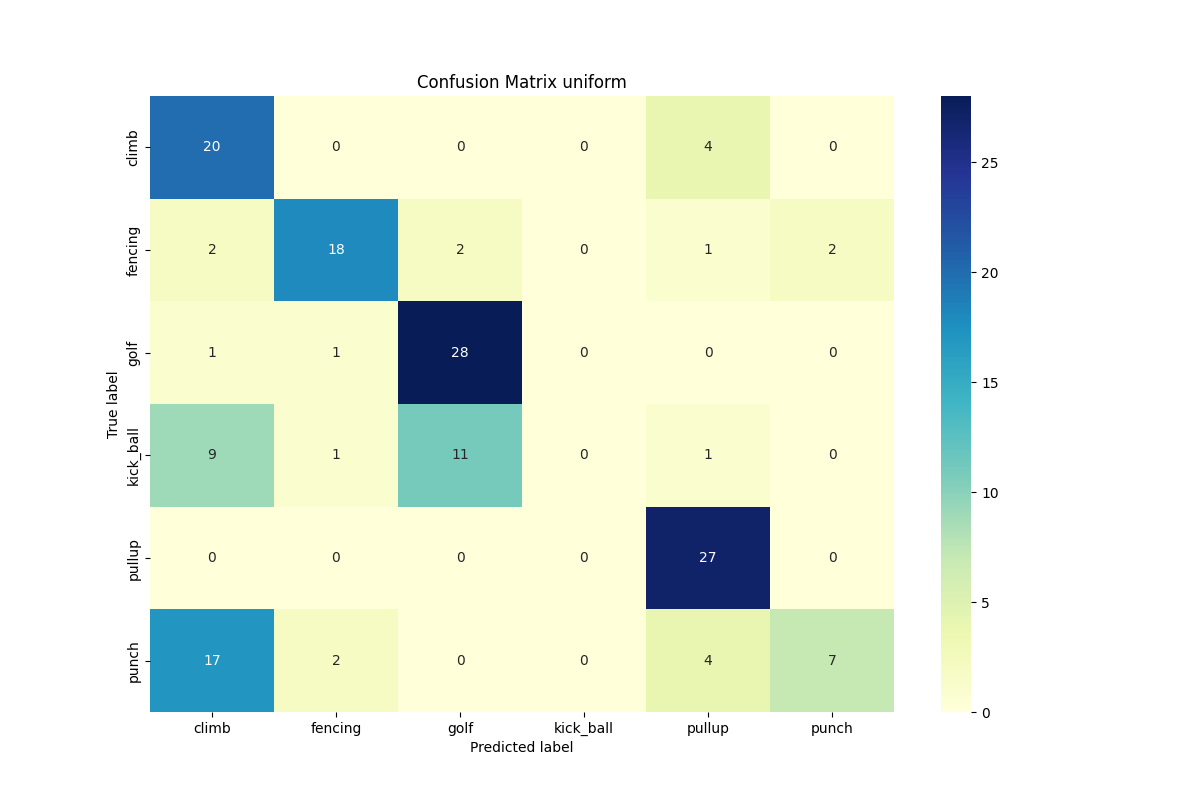 Confusion Matrix uniform
True label
climb 20 0 0 0 4 0
fencing 2 18 2 0 1 2
golf 1 1 28 0 0 0
kick_ball 9 1 11 0 1 0
pullup 0 0 0 0 27 0
punch 17 2 0 0 4 7
climb fencing golf kick_ball pullup punch
Predicted label
25
20
15
10
5
0